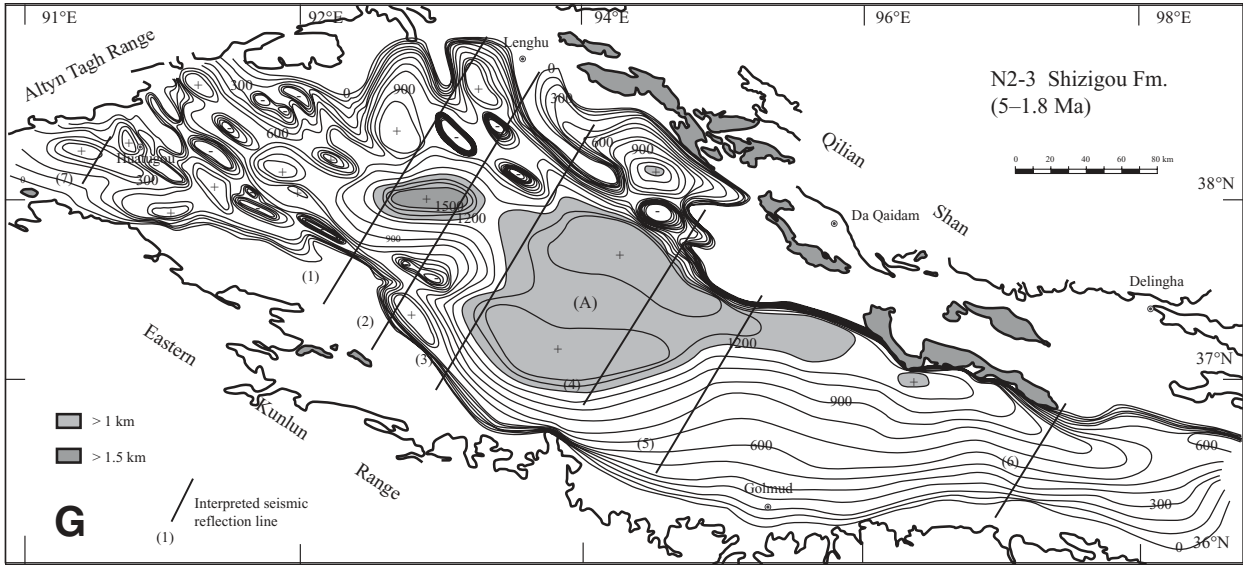 91°E
92°E
94°E
96°E
98°E
Altyn Tagh Range
Lenghu
N2-3 Shizigou Fm.
(5–1.8 Ma)
Qilian
Shan
0 20 40 60 80 km
38°N
Da Qaidam
Delingha
37°N
36°N
300
0
900
600
0
300
600
900
(7)
300
0
1500
1200
900
(1)
(2)
(3)
(A)
(4)
1200
900
(5)
600
(6)
600
300
0
Golmud
Eastern
Kunlun
Range
> 1 km
> 1.5 km
Interpreted seismic
reflection line
(1)
G